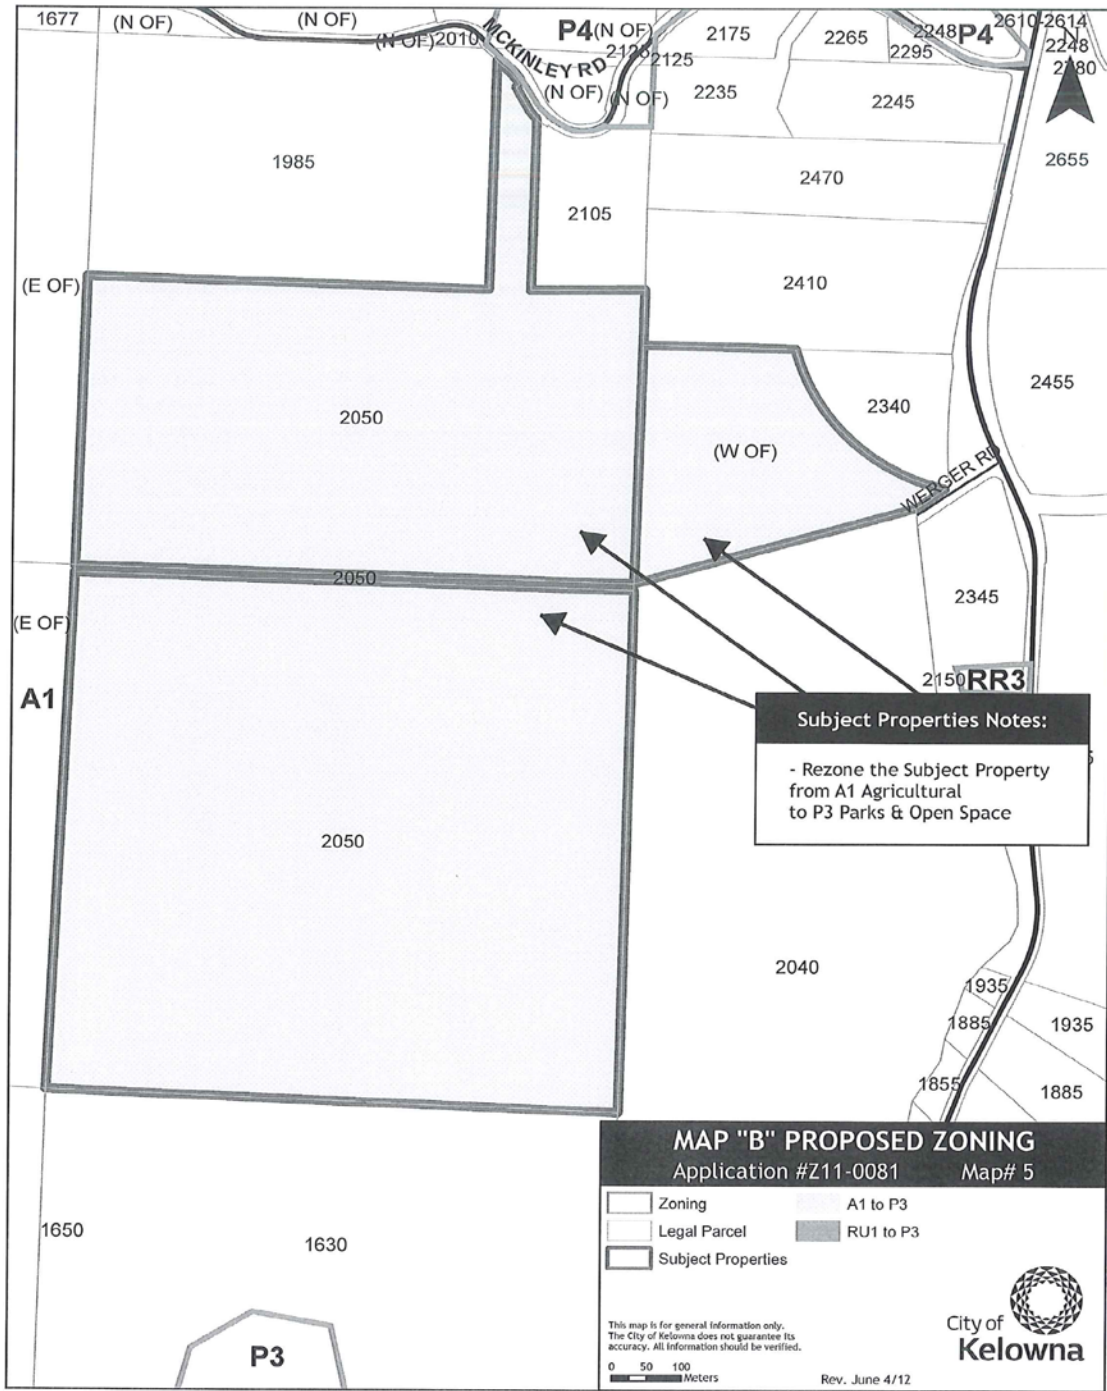 1677
(N OF)
(N OF)
(N OF)
2010
MCKINLEY RD
P4
(N OF)
2125
2175
2265
2248
2295
P4
2610-2614
N
2248
2280
(N OF)
(N OF)
2235
2245
2655
1985
2470
2105
(E OF)
2410
2455
2050
2340
(W OF)
WERGER RD
2050
(E OF)
2345
A1
2150
RR3
Subject Properties Notes:
- Rezone the Subject Property
from A1 Agricultural
to P3 Parks & Open Space
2050
2040
1935
1885
1935
1855
1885
MAP "B" PROPOSED ZONING
Application #Z11-0081 Map# 5
Zoning
A1 to P3
Legal Parcel
RU1 to P3
Subject Properties
1650
1630
P3
This map is for general information only.
The City of Kelowna does not guarantee its
accuracy. All information should be verified.
0 50 100
Meters
Rev. June 4/12
City of
Kelowna